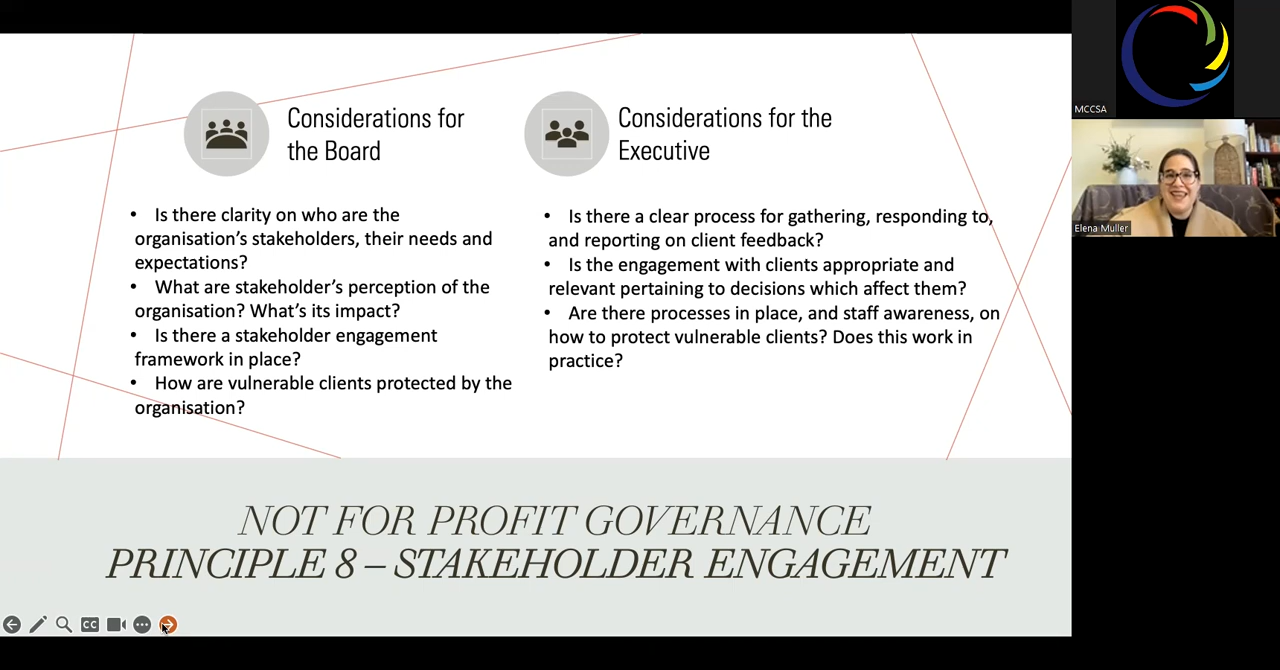 Considerations for
the Board
• Is there clarity on who are the
organisation's stakeholders, their needs and
expectations?
• What are stakeholder's perception of the
organisation? What's its impact?
• Is there a stakeholder engagement
framework in place?
• How are vulnerable clients protected by the
organisation?
Considerations for the
Executive
• Is there a clear process for gathering, responding to,
and reporting on client feedback?
• Is the engagement with clients appropriate and
relevant pertaining to decisions which affect them?
• Are there processes in place, and staff awareness, on
how to protect vulnerable clients? Does this work in
practice?
NOT FOR PROFIT GOVERNANCE
PRINCIPLE 8 – STAKEHOLDER ENGAGEMENT
CC
MCCSA
Elena Muller